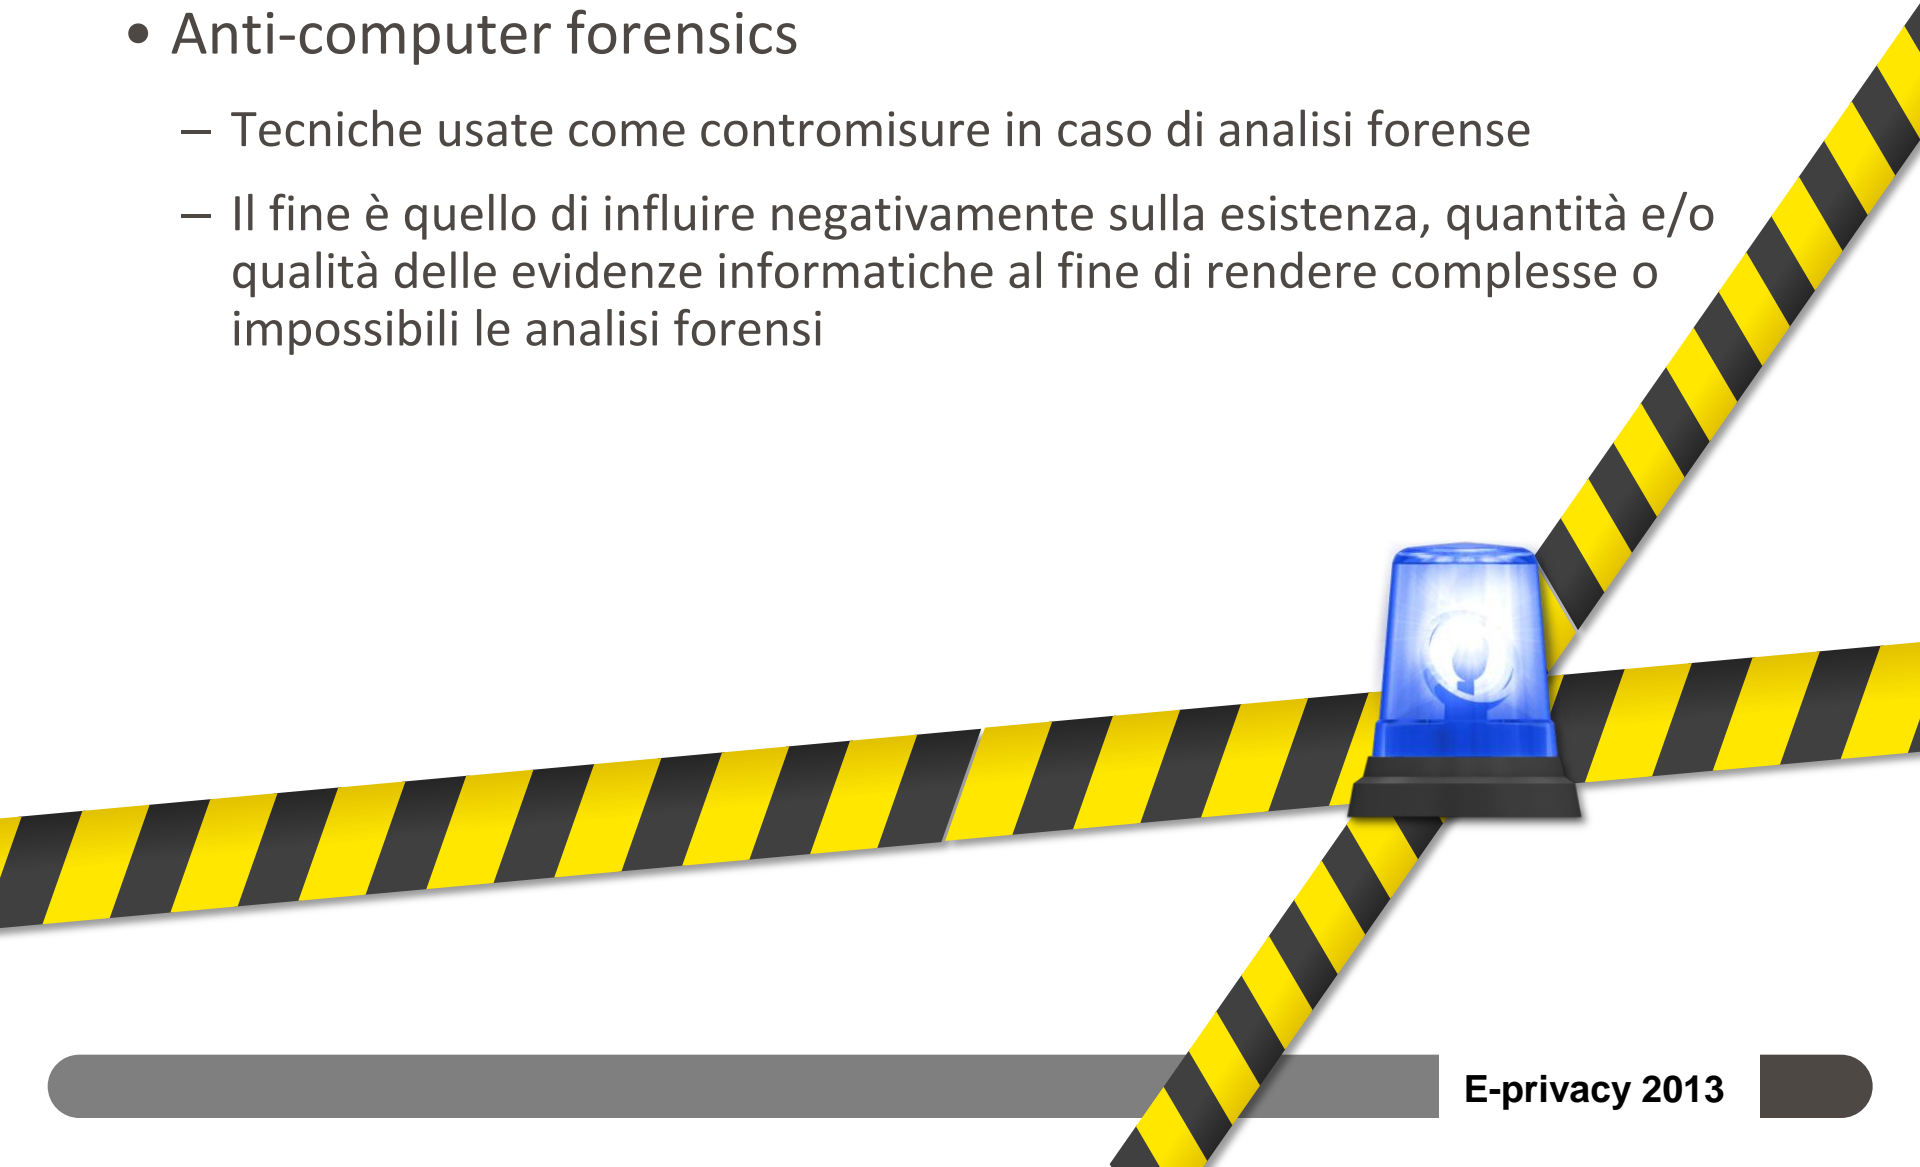 • Anti-computer forensics
– Tecniche usate come contromisure in caso di analisi forense
– Il fine è quello di influire negativamente sulla esistenza, quantità e/o
qualità delle evidenze informatiche al fine di rendere complesse o
impossibili le analisi forensi
E-privacy 2013